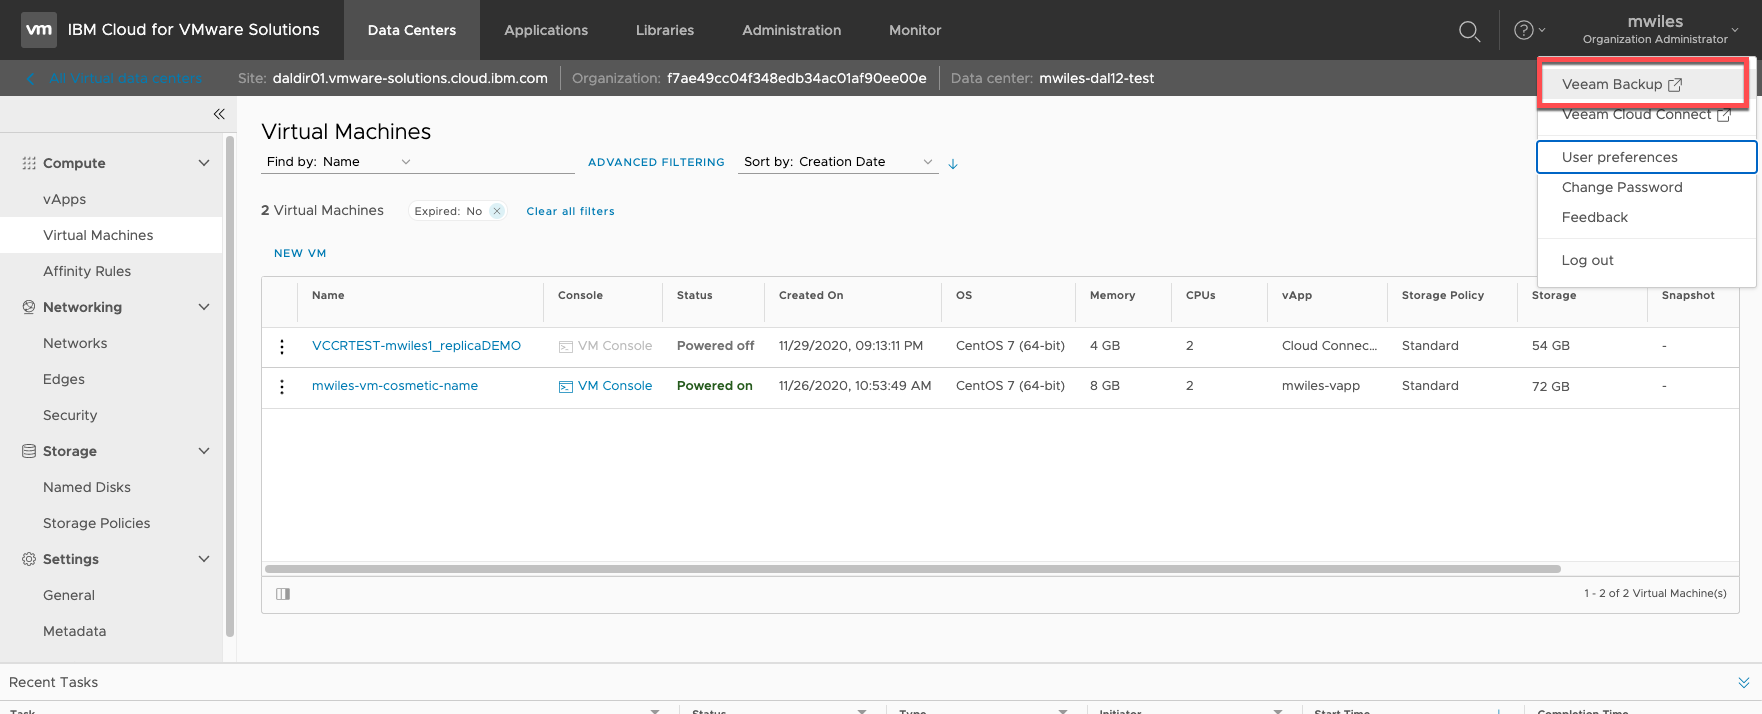 vm IBM Cloud for VMware Solutions Data Centers Applications Libraries Administration Monitor
mwiles
Organization Administrator
All Virtual data centers Site: daldir01.vmware-solutions.cloud.ibm.com Organization: f7ae49cc04f348edb34ac01af90ee00e Data center: mwiles-dal12-test
Veeam Backup
Veeam Cloud Connect
User preferences
Change Password
Feedback
Log out
Compute
vApps
Virtual Machines
Affinity Rules
Networking
Networks
Edges
Security
Storage
Named Disks
Storage Policies
Settings
General
Metadata
Virtual Machines
Find by: Name ADVANCED FILTERING Sort by: Creation Date
2 Virtual Machines Expired: No Clear all filters
NEW VM
Name Console Status Created On OS Memory CPUs vApp Storage Policy Storage Snapshot
VCCRTEST-mwiles1_replicaDEMO VM Console Powered off 11/29/2020, 09:13:11 PM CentOS 7 (64-bit) 4 GB 2 Cloud Connec... Standard 54 GB -
mwiles-vm-cosmetic-name VM Console Powered on 11/26/2020, 10:53:49 AM CentOS 7 (64-bit) 8 GB 2 mwiles-vapp Standard 72 GB -
1 - 2 of 2 Virtual Machine(s)
Recent Tasks
Task Status Type Initiator Start Time Completion Time